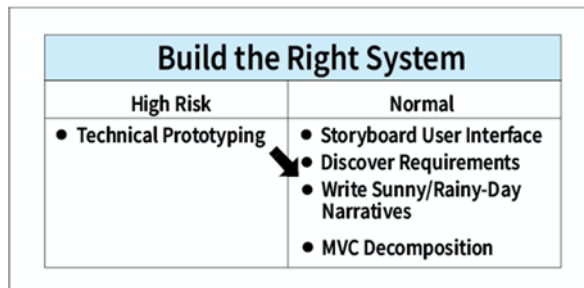 Build the Right System
High Risk
Normal
● Technical Prototyping
● Storyboard User Interface
● Discover Requirements
● Write Sunny/Rainy-Day
Narratives
● MVC Decomposition